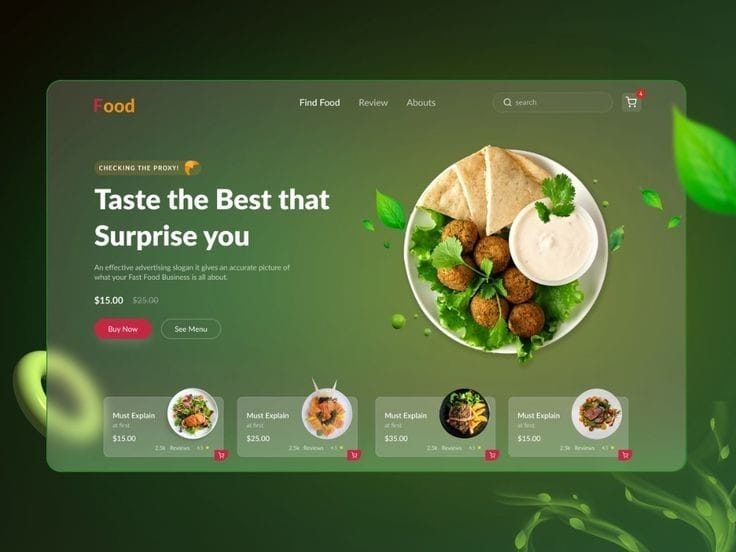 Food
Find Food
Review
Abouts
search
4
CHECKING THE PROXY!
Taste the Best that
Surprise you
An effective advertising slogan it gives an accurate picture of
what your Fast Food Business is all about.
$15.00 $25.00
Buy Now
See Menu
Must Explain
at first
$15.00
2.5k Reviews 4.5
Must Explain
at first
$25.00
2.5k Reviews 4.5
Must Explain
at first
$35.00
2.5k Reviews 4.5
Must Explain
at first
$15.00
2.5k Reviews 4.5